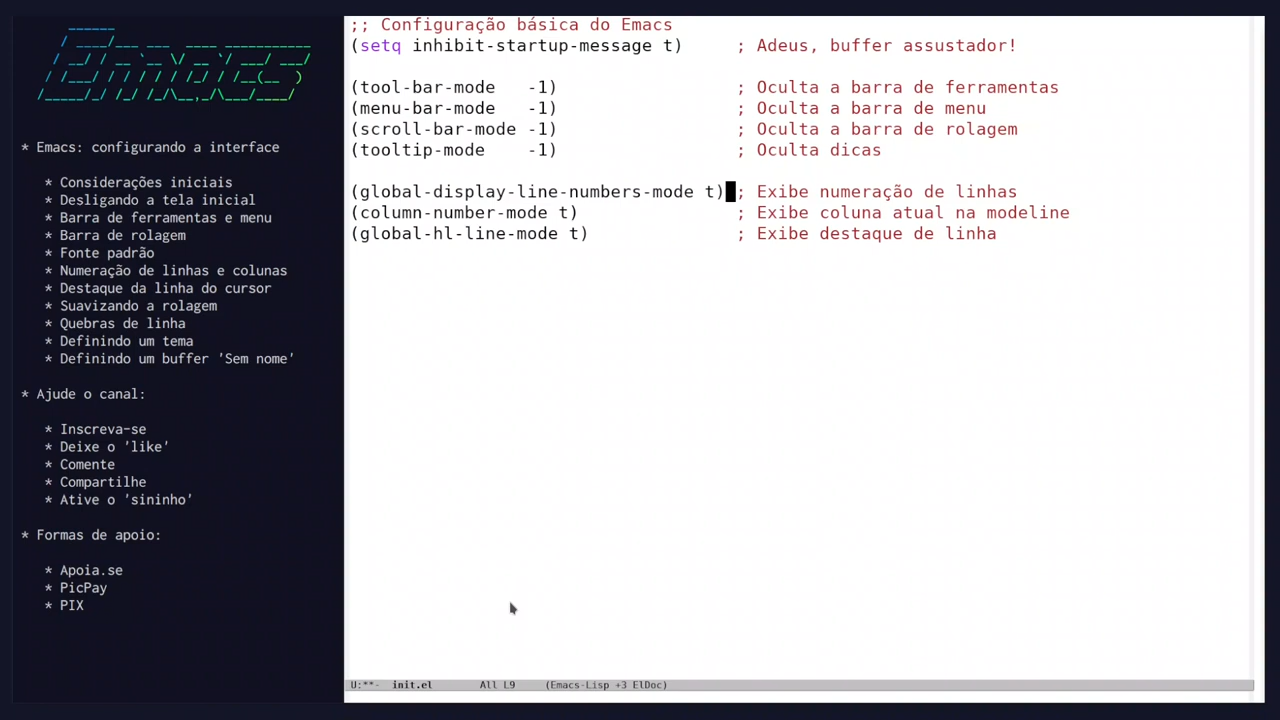 * Emacs: configurando a interface
* Considerações iniciais
* Desligando a tela inicial
* Barra de ferramentas e menu
* Barra de rolagem
* Fonte padrão
* Numeração de linhas e colunas
* Destaque da linha do cursor
* Suavizando a rolagem
* Quebras de linha
* Definindo um tema
* Definindo um buffer 'Sem nome'
* Ajude o canal:
* Inscreva-se
* Deixe o 'like'
* Comente
* Compartilhe
* Ative o 'sininho'
* Formas de apoio:
* Apoia.se
* PicPay
* PIX
;; Configuração básica do Emacs
(setq inhibit-startup-message t)     ; Adeus, buffer assustador!
(tool-bar-mode   -1)                 ; Oculta a barra de ferramentas
(menu-bar-mode   -1)                 ; Oculta a barra de menu
(scroll-bar-mode -1)                 ; Oculta a barra de rolagem
(tooltip-mode    -1)                 ; Oculta dicas
(global-display-line-numbers-mode t) ; Exibe numeração de linhas
(column-number-mode t)               ; Exibe coluna atual na modeline
(global-hl-line-mode t)              ; Exibe destaque de linha
U:**-  init.el        All L9     (Emacs-Lisp +3 ElDoc)